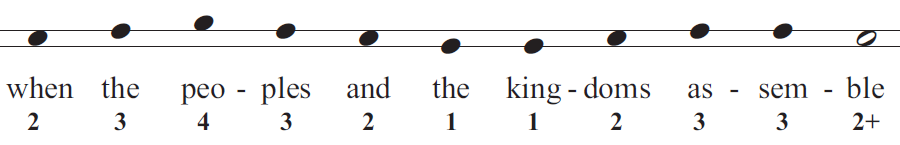 when the peo - ples and the king - doms as - sem - ble
2 3 4 3 2 1 1 2 3 3 2+